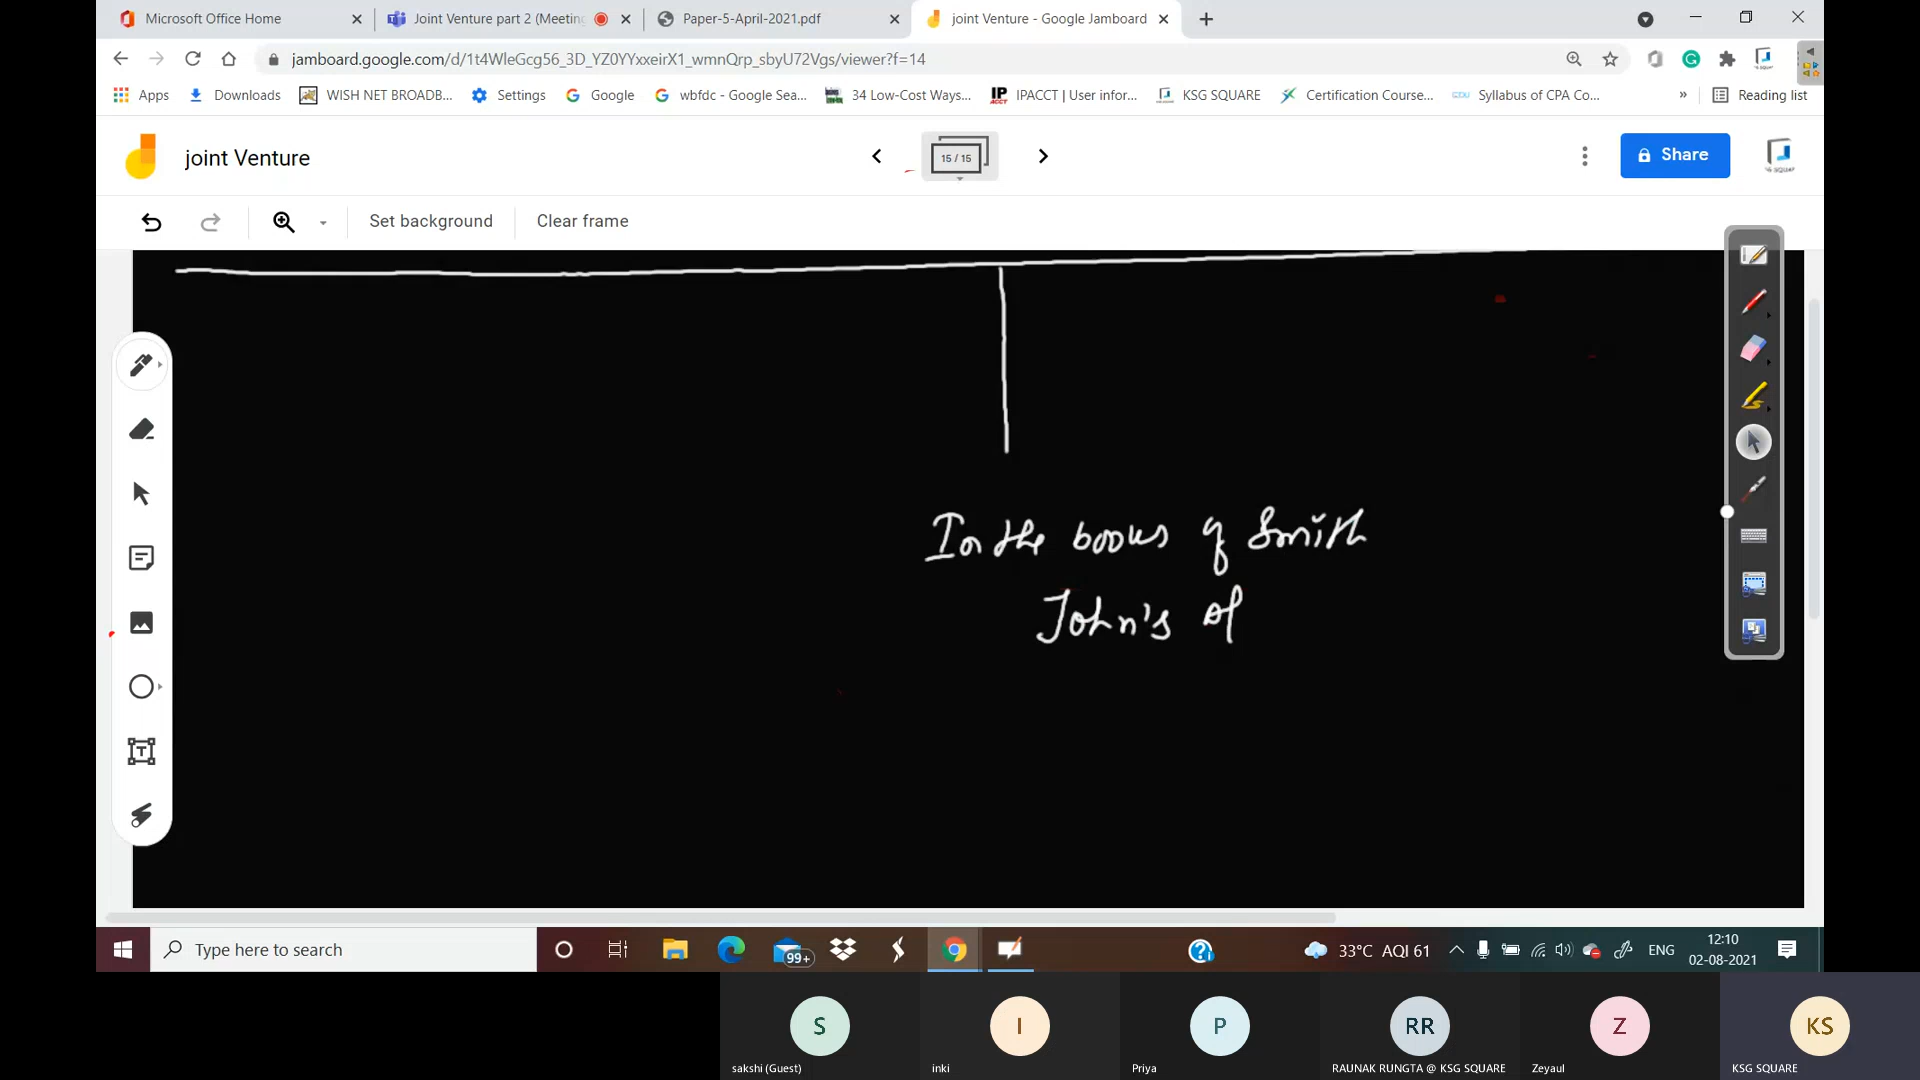 Microsoft Office Home
Joint Venture part 2 (Meeting
Paper-5-April-2021.pdf
joint Venture - Google Jamboard
jamboard.google.com/d/1t4WleGcg56_3D_YZ0YYxxeirX1_wmnQrp_sbyU72Vgs/viewer?f=14
Apps
Downloads
WISH NET BROADB...
Settings
Google
wbfdc - Google Sea...
34 Low-Cost Ways...
IPACCT | User infor...
KSG SQUARE
Certification Course...
Syllabus of CPA Co...
»
Reading list
joint Venture
15 / 15
Share
Set background
Clear frame
In the books of Smith
John's A/
Type here to search
99+
33°C AQI 61
ENG
12:10
02-08-2021
S
I
P
RR
Z
KS
sakshi (Guest)
inki
Priya
RAUNAK RUNGTA @ KSG SQUARE
Zeyaul
KSG SQUARE